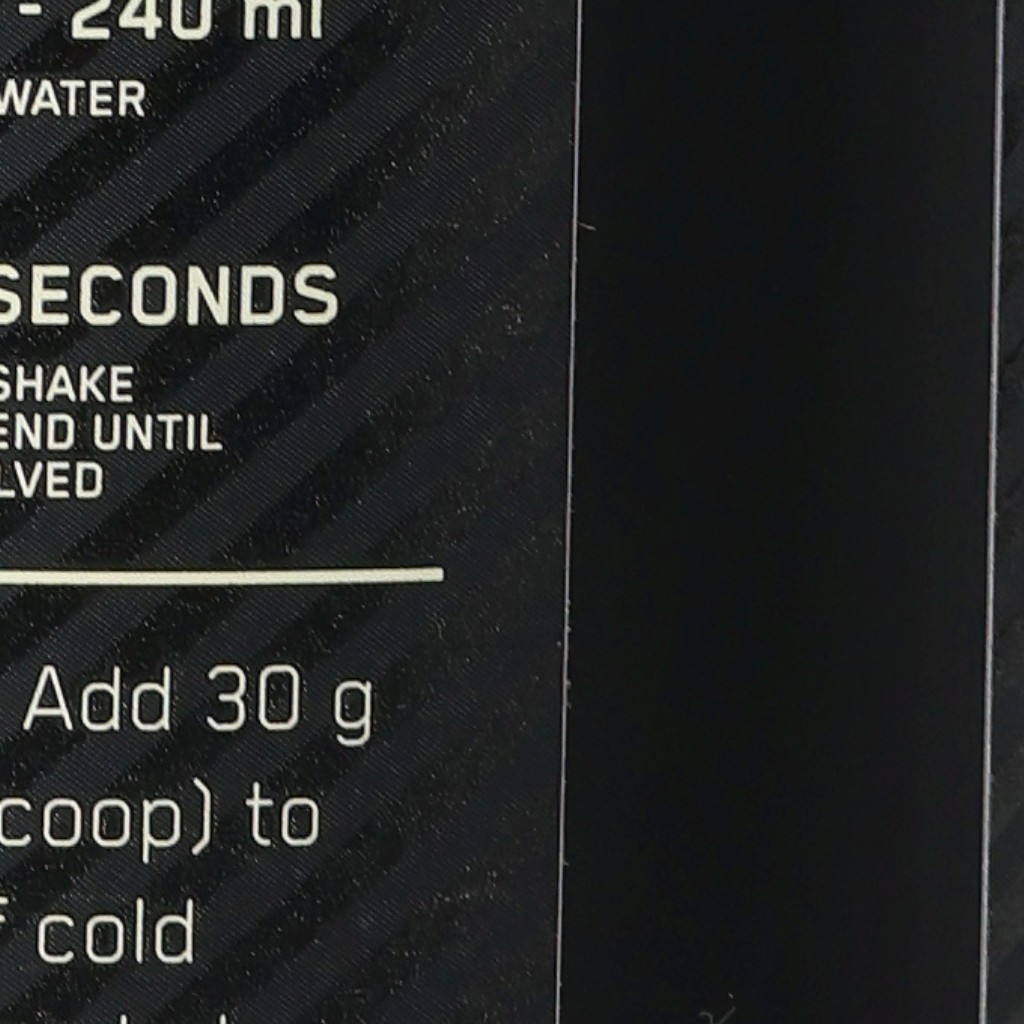 - 240 ml
WATER
SECONDS
SHAKE
END UNTIL
LVED
Add 30 g
coop) to
cold